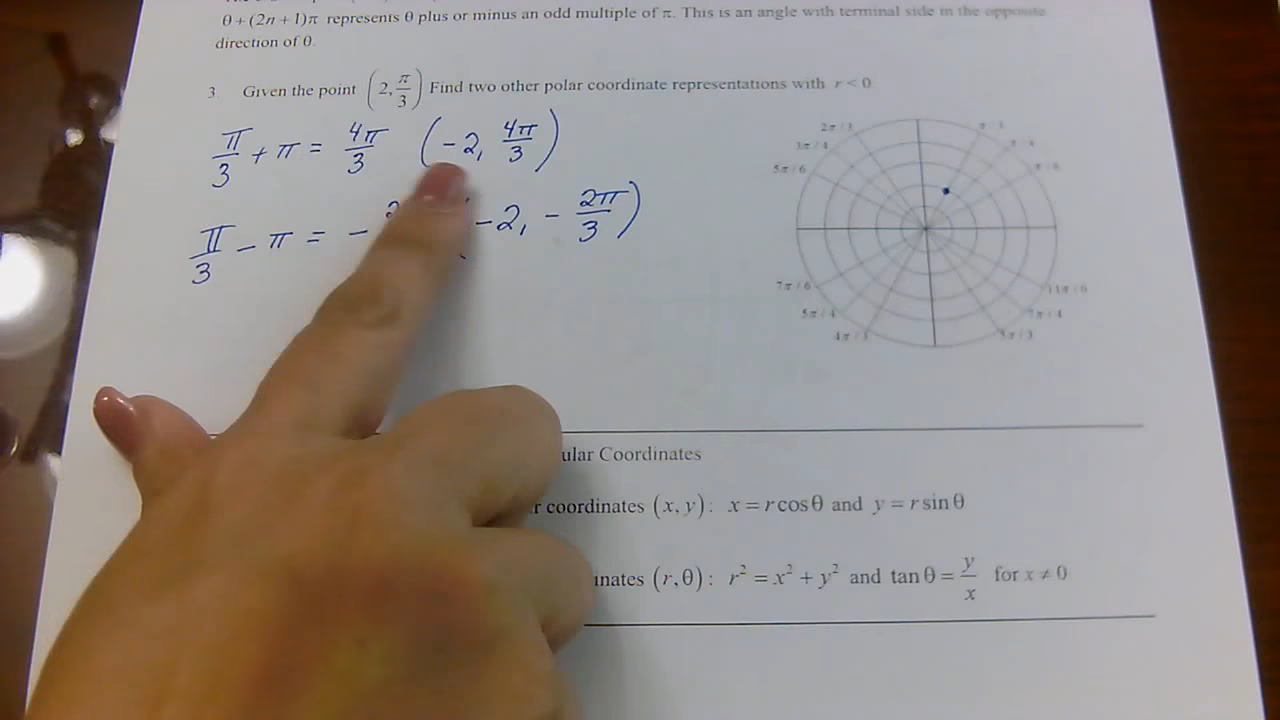 θ + (2n + 1)π represents θ plus or minus an odd multiple of π. This is an angle with terminal side in the opposite
direction of θ.
3. Given the point (2, π/3) Find two other polar coordinate representations with r < 0
π/3 + π = 4π/3 (-2, 4π/3)
π/3 - π = - -2, - 2π/3)
2π / 3
3π / 4
5π / 6
7π / 6
5π / 4
4π / 3
11π / 6
7π / 4
5π / 3
ular Coordinates
r coordinates (x, y): x = r cos θ and y = r sin θ
inates (r, θ): r² = x² + y² and tan θ = y/x for x ≠ 0